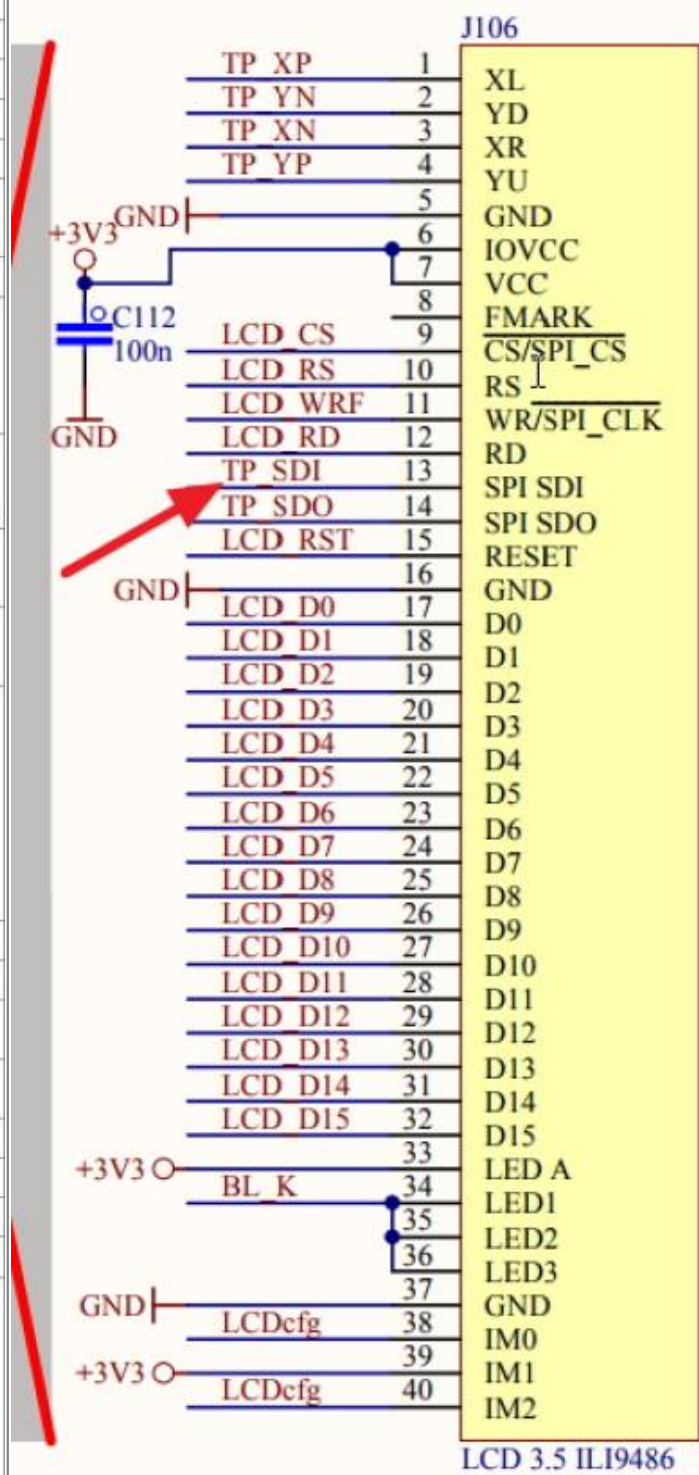 J106
TP_XP 1 XL
TP_YN 2 YD
TP_XN 3 XR
TP_YP 4 YU
GND 5 GND
+3V3 6 IOVCC
7 VCC
C112 8 FMARK
100n
LCD_CS 9 CS/SPI_CS
LCD_RS 10 RS
LCD_WRF 11 WR/SPI_CLK
GND
LCD_RD 12 RD
TP_SDI 13 SPI SDI
TP_SDO 14 SPI SDO
LCD_RST 15 RESET
GND 16 GND
LCD_D0 17 D0
LCD_D1 18 D1
LCD_D2 19 D2
LCD_D3 20 D3
LCD_D4 21 D4
LCD_D5 22 D5
LCD_D6 23 D6
LCD_D7 24 D7
LCD_D8 25 D8
LCD_D9 26 D9
LCD_D10 27 D10
LCD_D11 28 D11
LCD_D12 29 D12
LCD_D13 30 D13
LCD_D14 31 D14
LCD_D15 32 D15
+3V3 33 LED A
BL_K 34 LED1
35 LED2
36 LED3
GND 37 GND
LCDcfg 38 IM0
+3V3 39 IM1
LCDcfg 40 IM2
LCD 3.5 ILI9486